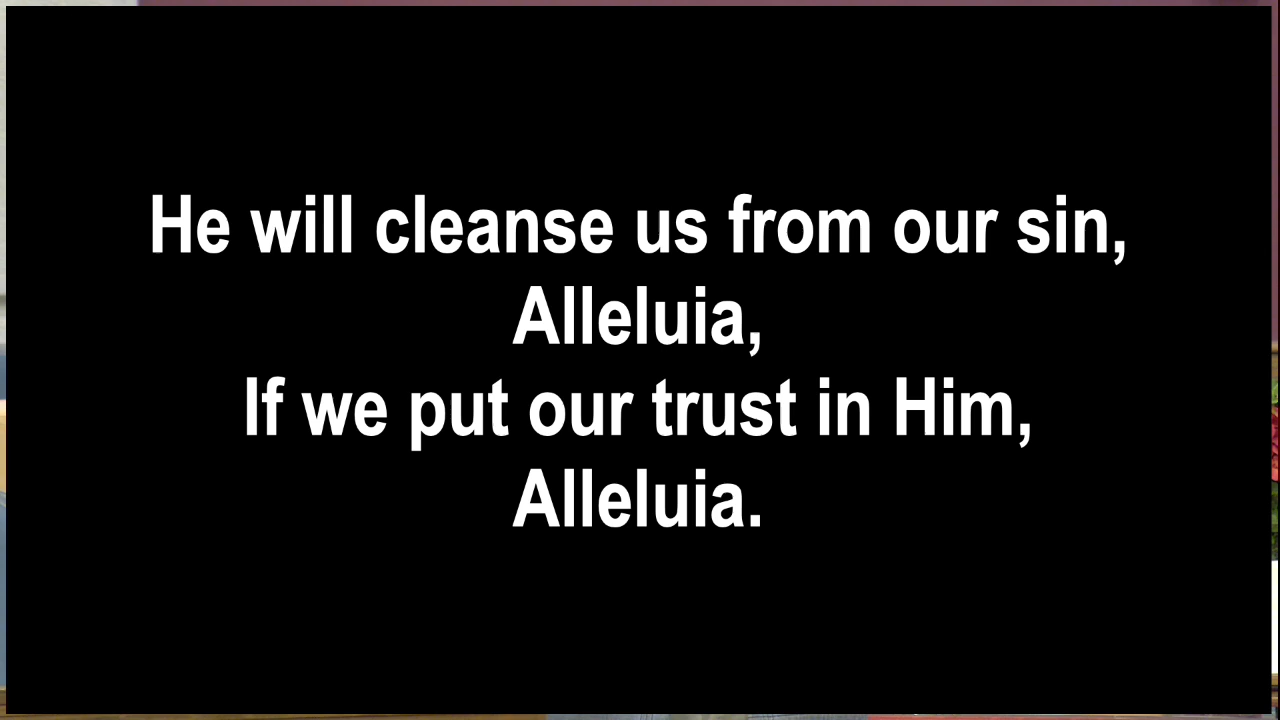 He will cleanse us from our sin,
Alleluia,
If we put our trust in Him,
Alleluia.